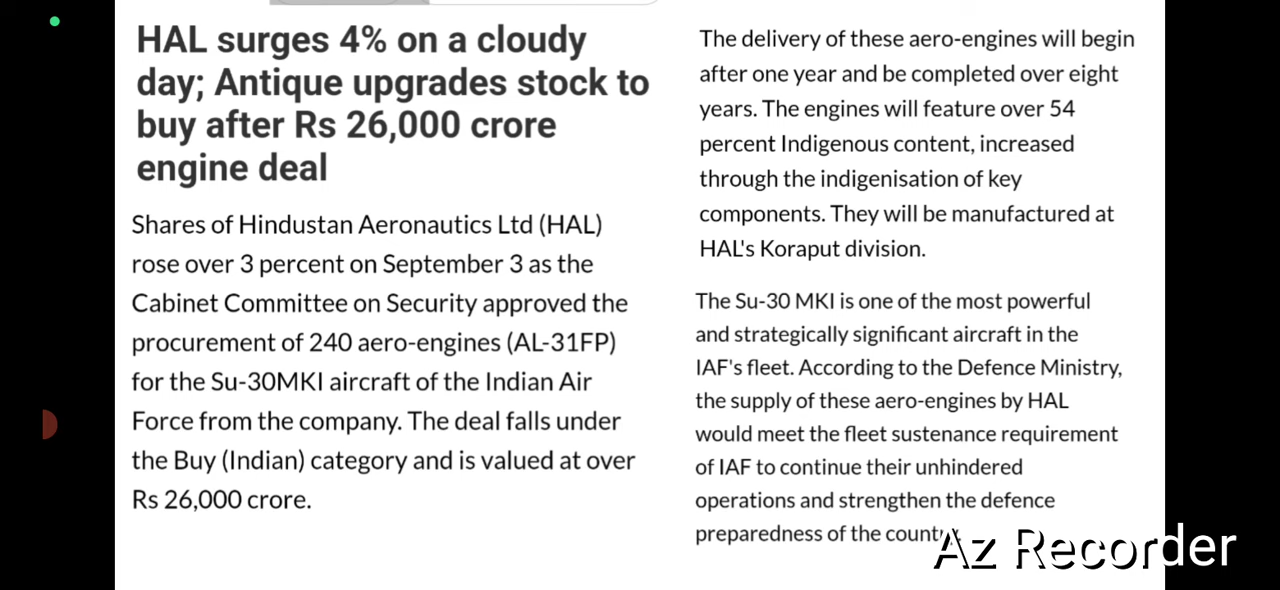 HAL surges 4% on a cloudy
day; Antique upgrades stock to
buy after Rs 26,000 crore
engine deal
Shares of Hindustan Aeronautics Ltd (HAL)
rose over 3 percent on September 3 as the
Cabinet Committee on Security approved the
procurement of 240 aero-engines (AL-31FP)
for the Su-30MKI aircraft of the Indian Air
Force from the company. The deal falls under
the Buy (Indian) category and is valued at over
Rs 26,000 crore.
The delivery of these aero-engines will begin
after one year and be completed over eight
years. The engines will feature over 54
percent Indigenous content, increased
through the indigenisation of key
components. They will be manufactured at
HAL's Koraput division.
The Su-30 MKI is one of the most powerful
and strategically significant aircraft in the
IAF's fleet. According to the Defence Ministry,
the supply of these aero-engines by HAL
would meet the fleet sustenance requirement
of IAF to continue their unhindered
operations and strengthen the defence
preparedness of the country.
Az Recorder